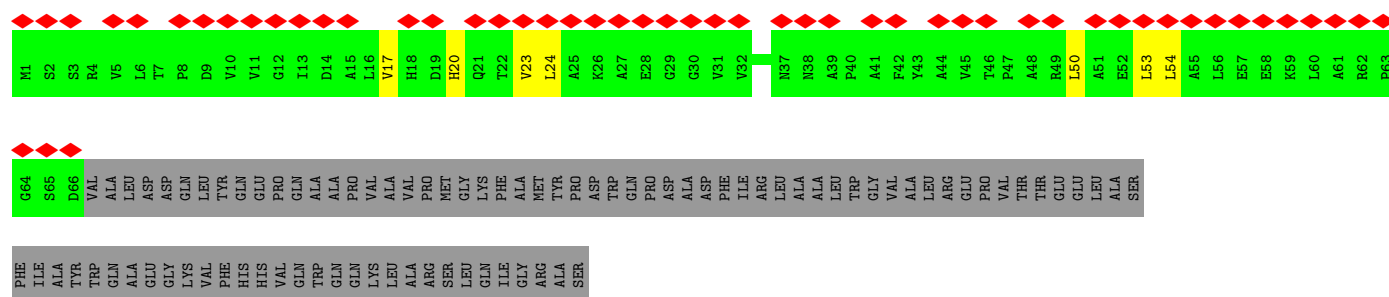 M1 S2 S3 R4 V5 L6 T7 P8 D9 V10 V11 G12 I13 D14 A15 L16 V17 H18 D19 H20 Q21 T22 V23 L24 A25 K26 A27 E28 G29 G30 V31 V32 N37 N38 A39 P40 A41 F42 Y43 A44 V45 T46 P47 A48 R49 L50 A51 E52 L53 L54 A55 L56 E57 E58 K59 L60 A61 R62 P63
G64 S65 D66 VAL ALA LEU ASP ASP GLN LEU TYR GLN GLU PRO GLN ALA ALA PRO VAL ALA VAL PRO MET GLY LYS PHE ALA MET TYR PRO ASP TRP GLN PRO ASP ALA ASP PHE ILE ARG LEU ALA ALA LEU TRP GLY VAL ALA LEU ARG GLU PRO VAL THR THR GLU GLU LEU ALA SER
PHE ILE ALA TYR TRP GLN ALA GLU GLY LYS VAL PHE HIS HIS VAL GLN TRP GLN GLN LYS LEU ALA ARG SER LEU GLN ILE GLY ARG ALA SER